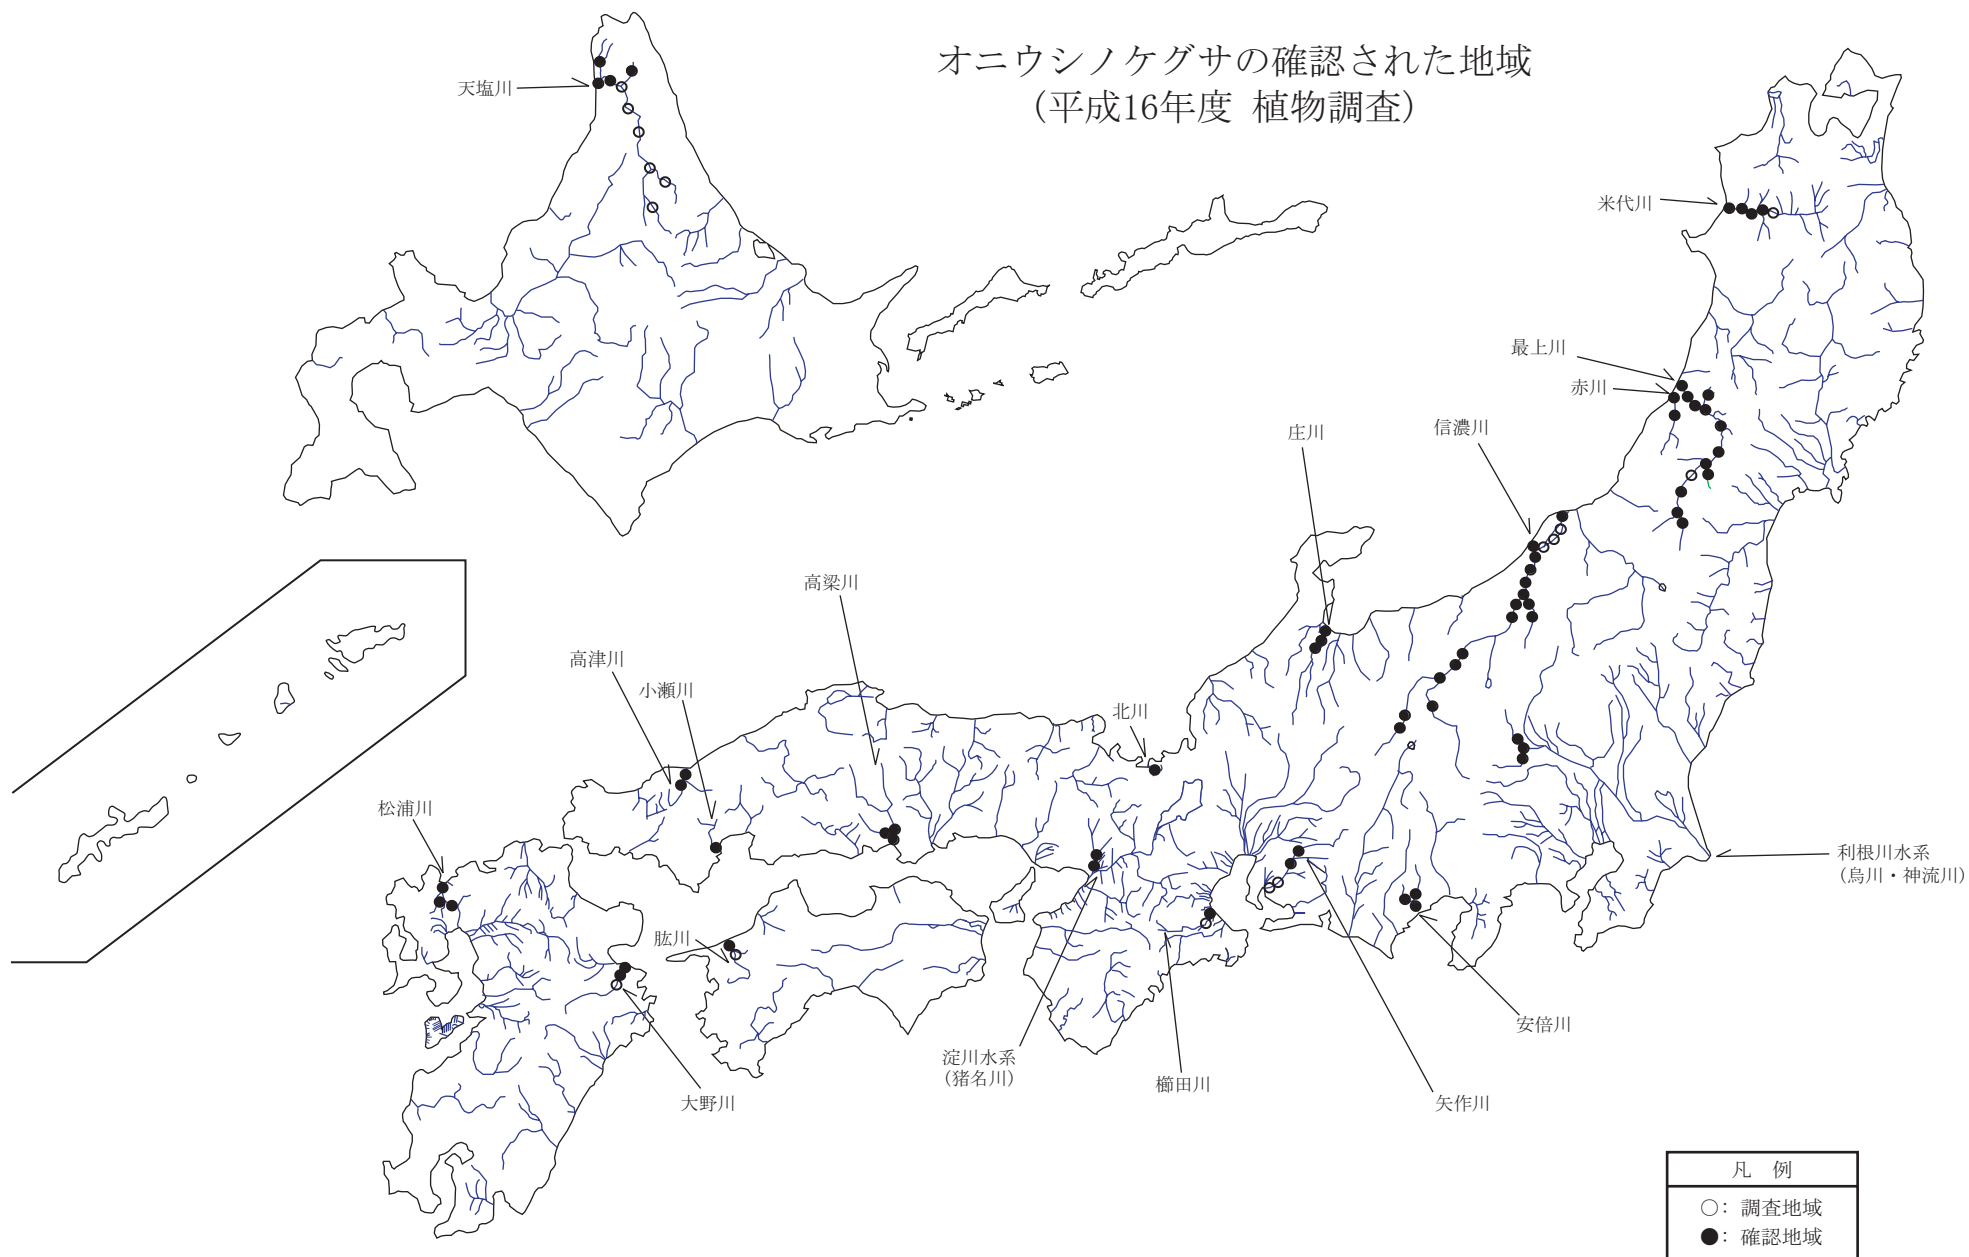 オニウシノケグサの確認された地域
(平成16年度 植物調査)
天塩川
米代川
最上川
赤川
信濃川
庄川
高梁川
高津川
小瀬川
北川
松浦川
利根川水系
(烏川・神流川)
肱川
安倍川
淀川水系
(猪名川)
櫛田川
矢作川
大野川
凡 例
○: 調査地域
●: 確認地域